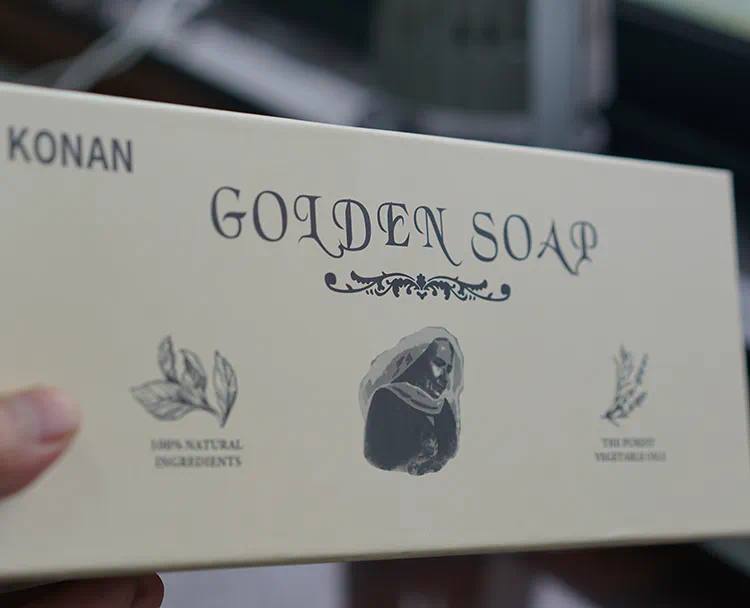 KONAN
GOLDEN SOAP
100% NATURAL
INGREDIENTS
THE PUREST
VEGETABLE OILS